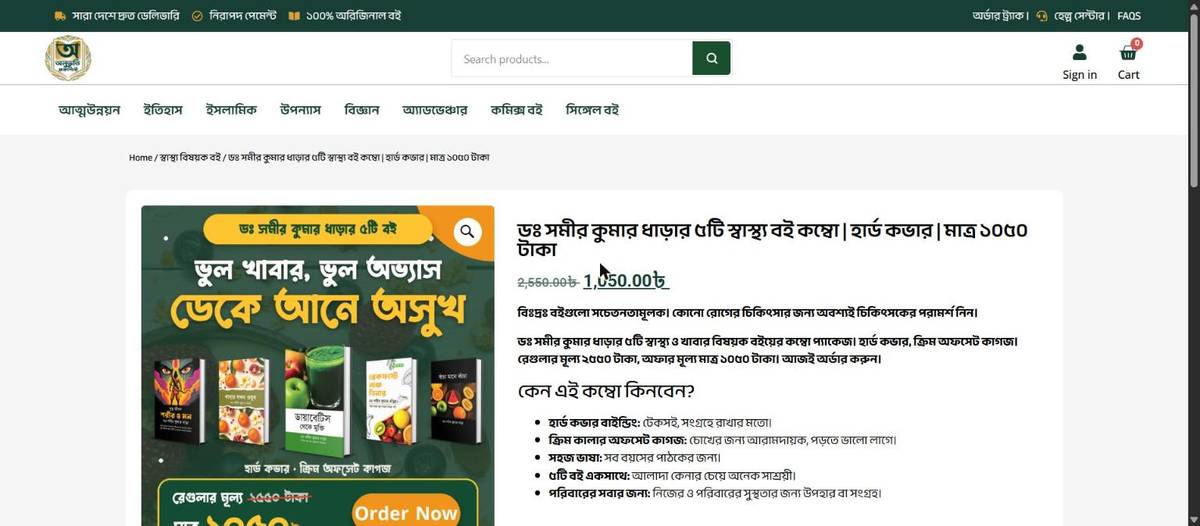 সারা দেশে দ্রুত ডেলিভারি নিরাপদ পেমেন্ট ১০০% অরিজিনাল বই
অর্ডার ট্র্যাক | হেল্প সেন্টার | FAQS
অ
Search products...
Sign in
0
Cart
আত্মউন্নয়ন ইতিহাস ইসলামিক উপন্যাস বিজ্ঞান অ্যাডভেঞ্চার কমিক্স বই সিঙ্গেল বই
Home / স্বাস্থ্য বিষয়ক বই / ডঃ সমীর কুমার ধাড়ার ৫টি স্বাস্থ্য বই কম্বো | হার্ড কভার | মাত্র ১০৫০ টাকা
ডঃ সমীর কুমার ধাড়ার ৫টি বই
ভুল খাবার, ভুল অভ্যাস
ডেকে আনে অসুখ
শরীর ও মন
ডায়াবেটিস
থেকে মুক্তি
হার্ড কভার • ক্রিম অফসেট কাগজ
রেগুলার মূল্য ২৫৫০ টাকা
মাত্র ১০৫০৳
Order Now
ডঃ সমীর কুমার ধাড়ার ৫টি স্বাস্থ্য বই কম্বো | হার্ড কভার | মাত্র ১০৫০
টাকা
2,550.00৳ 1,050.00৳
বিঃদ্রঃ বইগুলো সচেতনতামূলক। কোনো রোগের চিকিৎসার জন্য অবশ্যই চিকিৎসকের পরামর্শ নিন।
ডঃ সমীর কুমার ধাড়ার ৫টি স্বাস্থ্য ও খাবার বিষয়ক বইয়ের কম্বো প্যাকেজ। হার্ড কভার, ক্রিম অফসেট কাগজ।
রেগুলার মূল্য ২৫৫০ টাকা, অফার মূল্য মাত্র ১০৫০ টাকা। আজই অর্ডার করুন।
কেন এই কম্বো কিনবেন?
হার্ড কভার বাইন্ডিং: টেকসই, সংগ্রহে রাখার মতো।
ক্রিম কালার অফসেট কাগজ: চোখের জন্য আরামদায়ক, পড়তে ভালো লাগে।
সহজ ভাষা: সব বয়সের পাঠকের জন্য।
৫টি বই একসাথে: আলাদা কেনার চেয়ে অনেক সাশ্রয়ী।
পরিবারের সবার জন্য: নিজের ও পরিবারের সুস্থতার জন্য উপহার বা সংগ্রহ।